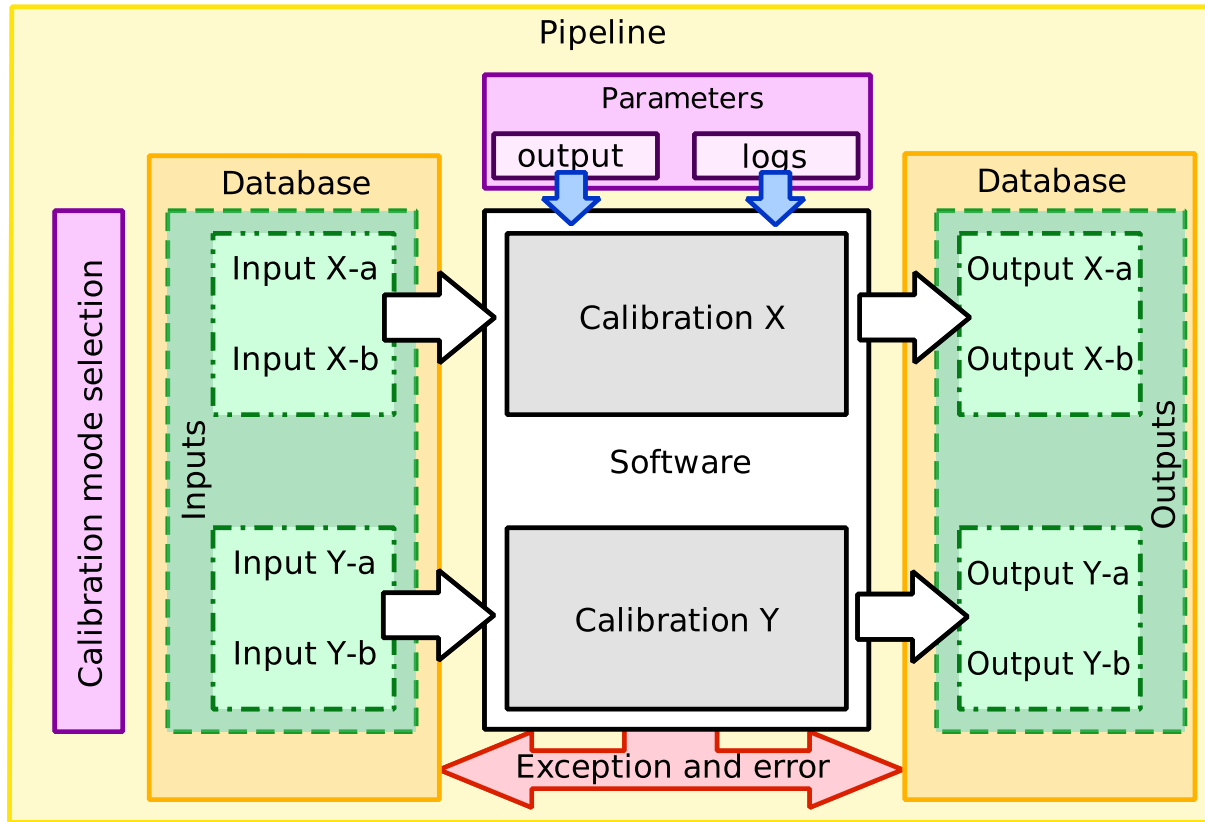 Pipeline
Parameters
output
logs
Database
Database
Calibration mode selection
Inputs
Input X-a
Input X-b
Calibration X
Output X-a
Output X-b
Software
Outputs
Input Y-a
Input Y-b
Calibration Y
Output Y-a
Output Y-b
Exception and error